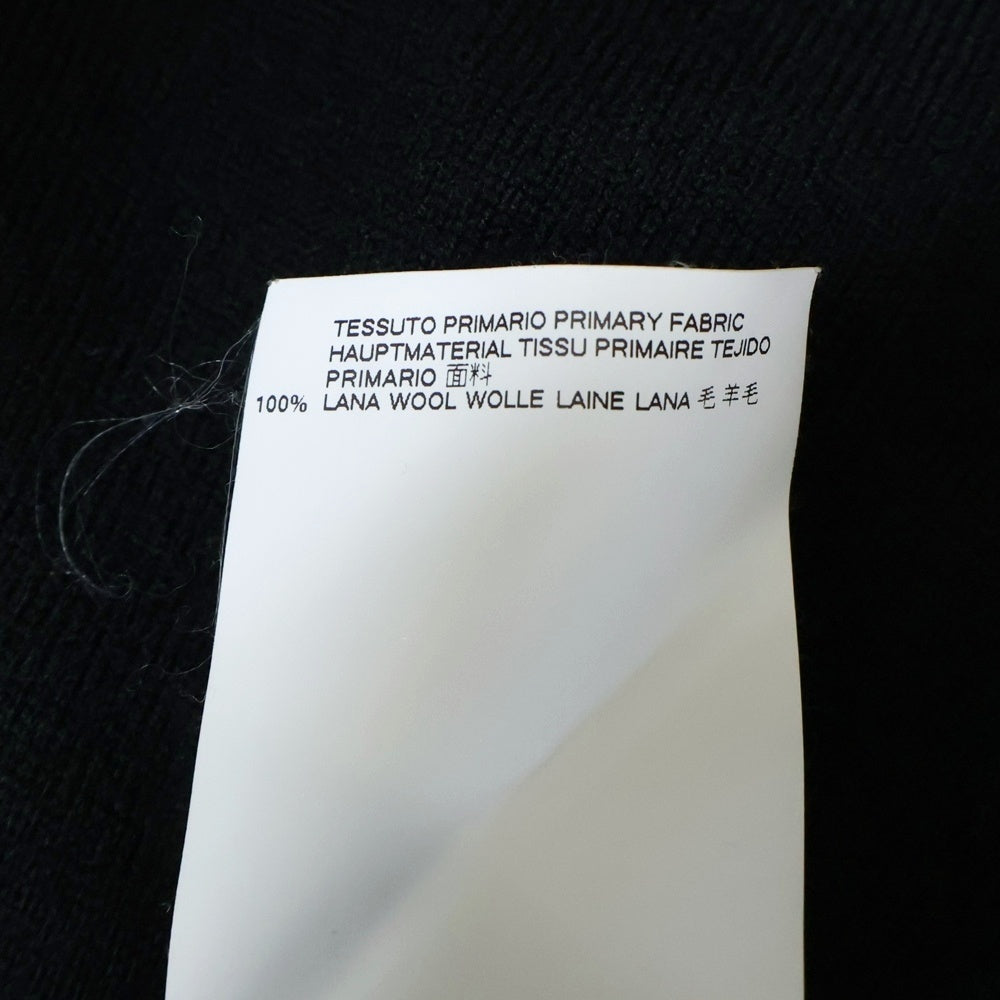 TESSUTO PRIMARIO PRIMARY FABRIC
HAUPTMATERIAL TISSU PRIMAIRE TEJIDO
PRIMARIO 面料
100% LANA WOOL WOLLE LAINE LANA 毛 羊毛